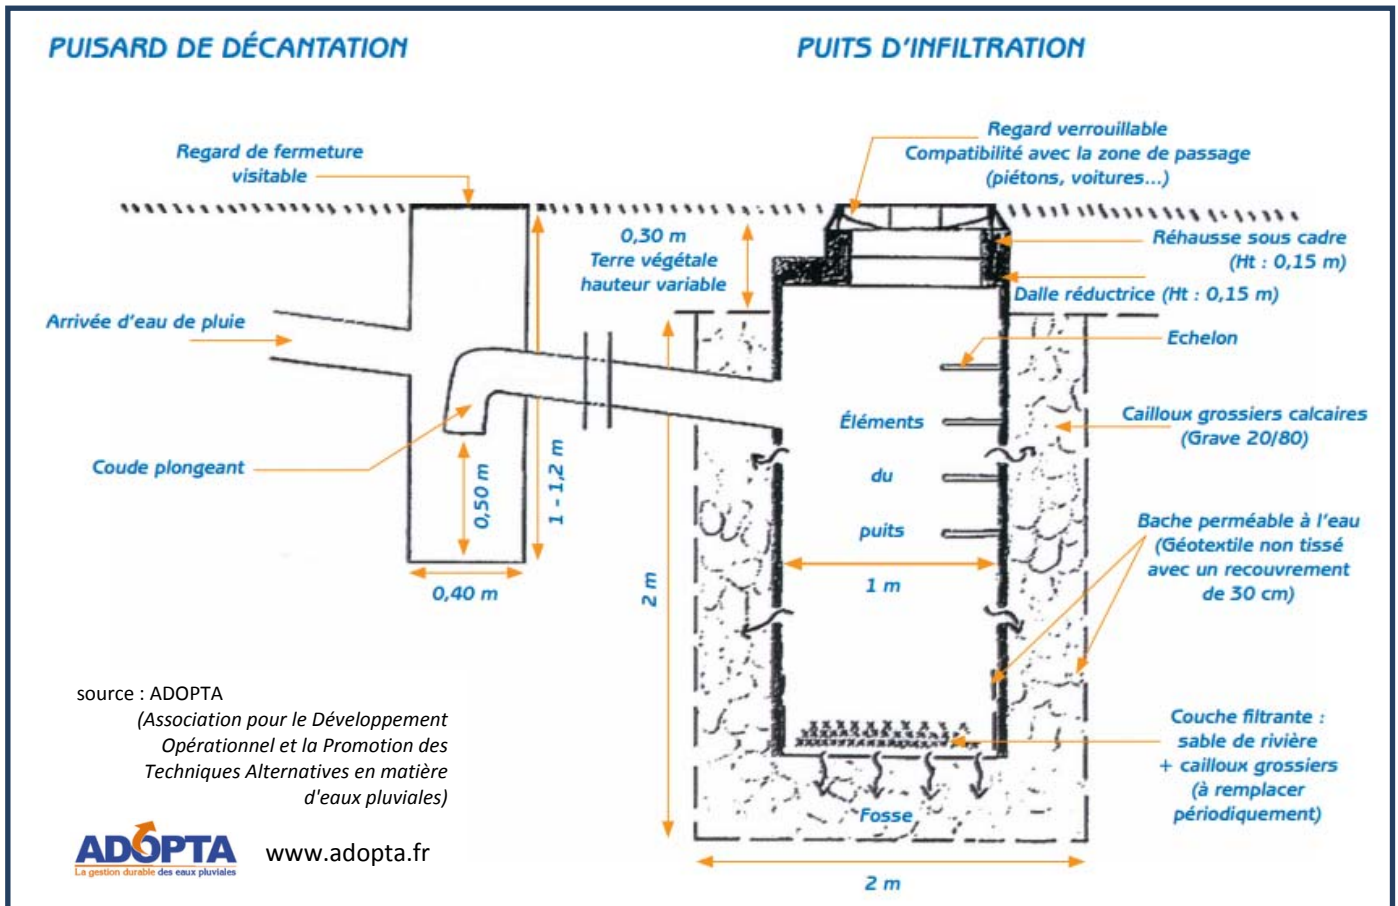 PUISARD DE DÉCANTATION
PUITS D'INFILTRATION
Regard de fermeture
visitable
Regard verrouillable
Compatibilité avec la zone de passage
(piétons, voitures...)
0,30 m
Terre végétale
hauteur variable
Réhausse sous cadre
(Ht : 0,15 m)
Dalle réductrice (Ht : 0,15 m)
Arrivée d'eau de pluie
Echelon
Éléments
du
puits
Cailloux grossiers calcaires
(Grave 20/80)
Coude plongeant
0,50 m
1 - 1,2 m
0,40 m
2 m
1 m
Bache perméable à l'eau
(Géotextile non tissé
avec un recouvrement
de 30 cm)
source : ADOPTA
(Association pour le Développement
Opérationnel et la Promotion des
Techniques Alternatives en matière
d'eaux pluviales)
Couche filtrante :
sable de rivière
+ cailloux grossiers
(à remplacer
périodiquement)
Fosse
ADOPTA
La gestion durable des eaux pluviales
www.adopta.fr
2 m